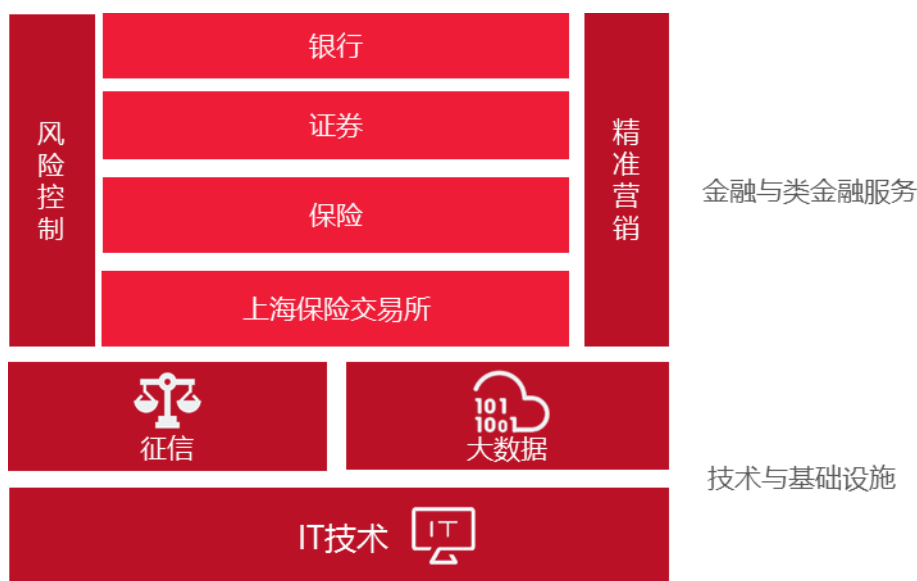 风险控制
银行
证券
保险
上海保险交易所
精准营销
金融与类金融服务
征信
101
1001
大数据
技术与基础设施
IT技术
IT